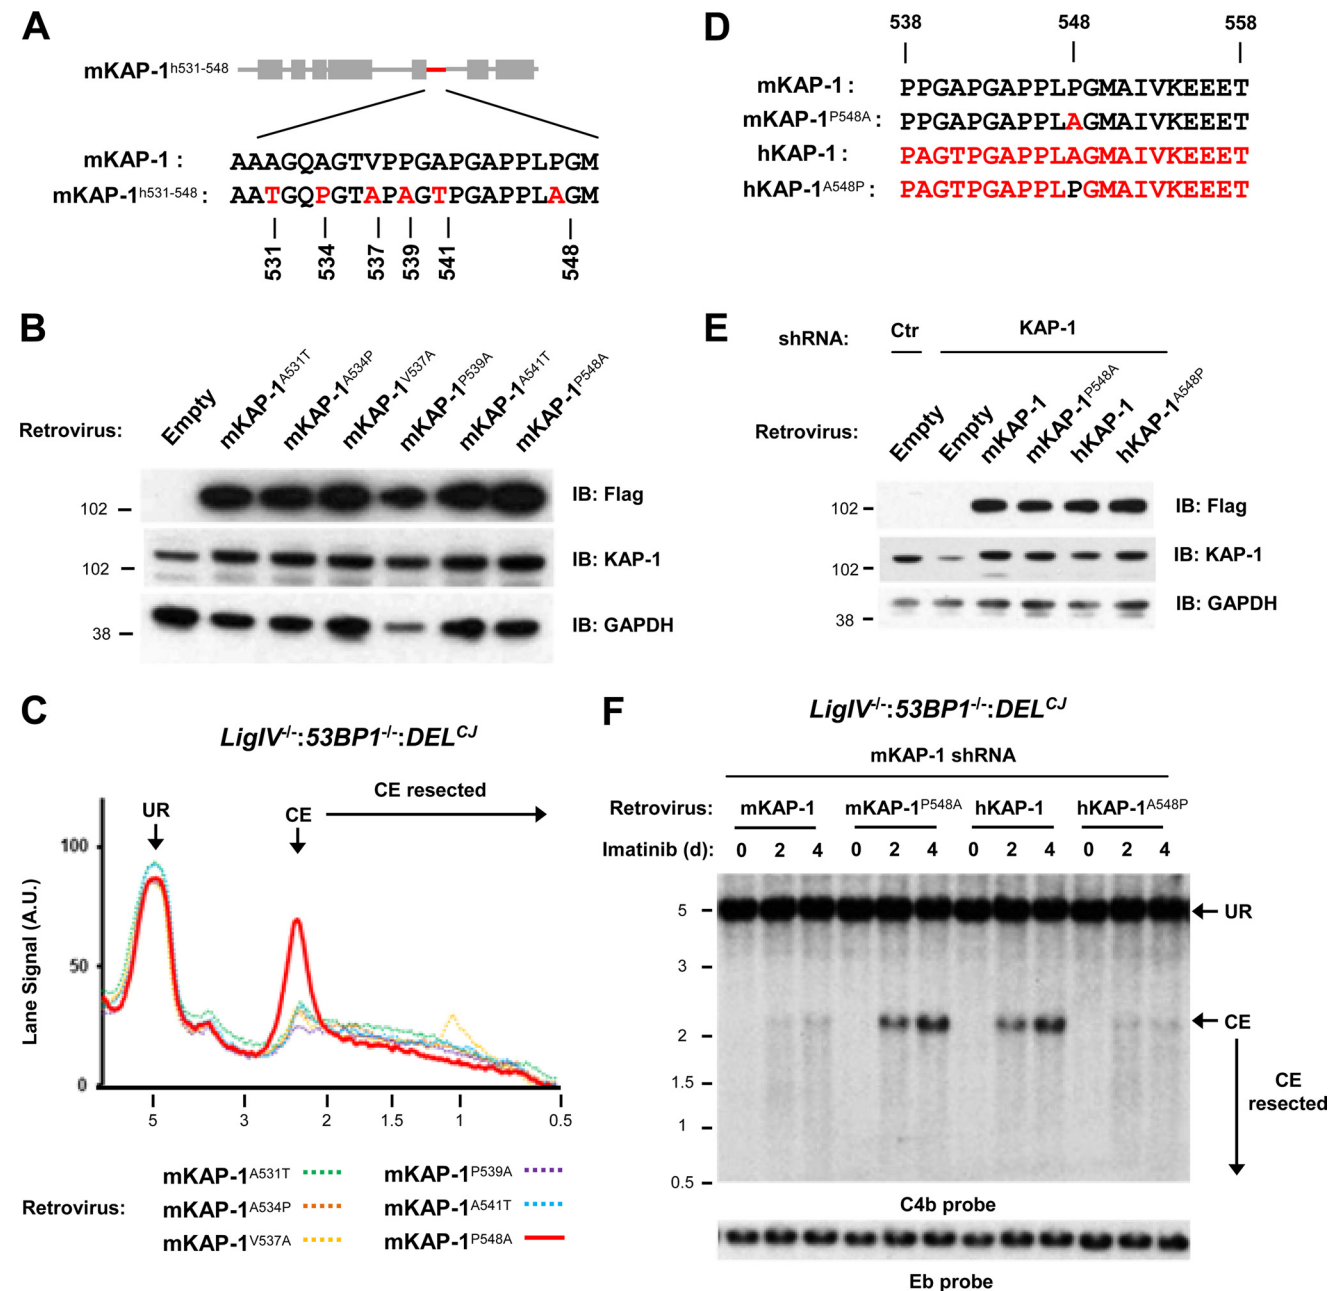 A
mKAP-1h531-548
mKAP-1 : AAAGQAGTVPPGAPGAPPLPGM
mKAP-1h531-548 : AATGQPGTAPAGTPGAPPLAGM
531 534 537 539 541 548
B
Retrovirus: Empty mKAP-1A531T mKAP-1A534P mKAP-1V537A mKAP-1P539A mKAP-1A541T mKAP-1P548A
102 IB: Flag
102 IB: KAP-1
38 IB: GAPDH
C
LigIV-/-:53BP1-/-:DELCJ
CE resected
UR CE
Lane Signal (A.U.)
100
50
0
5 3 2 1.5 1 0.5
Retrovirus:
mKAP-1A531T mKAP-1P539A
mKAP-1A534P mKAP-1A541T
mKAP-1V537A mKAP-1P548A
D
538 548 558
mKAP-1 : PPGAPGAPPLPGMAIVKEEET
mKAP-1P548A : PPGAPGAPPLAGMAIVKEEET
hKAP-1 : PAGTPGAPPLAGMAIVKEEET
hKAP-1A548P : PAGTPGAPPLPGMAIVKEEET
E
shRNA: Ctr KAP-1
Retrovirus: Empty Empty mKAP-1 mKAP-1P548A hKAP-1 hKAP-1A548P
102 IB: Flag
102 IB: KAP-1
38 IB: GAPDH
F
LigIV-/-:53BP1-/-:DELCJ
mKAP-1 shRNA
Retrovirus: mKAP-1 mKAP-1P548A hKAP-1 hKAP-1A548P
Imatinib (d): 0 2 4 0 2 4 0 2 4 0 2 4
5 UR
3
2 CE
1.5
CE
resected
1
0.5
C4b probe
Eb probe